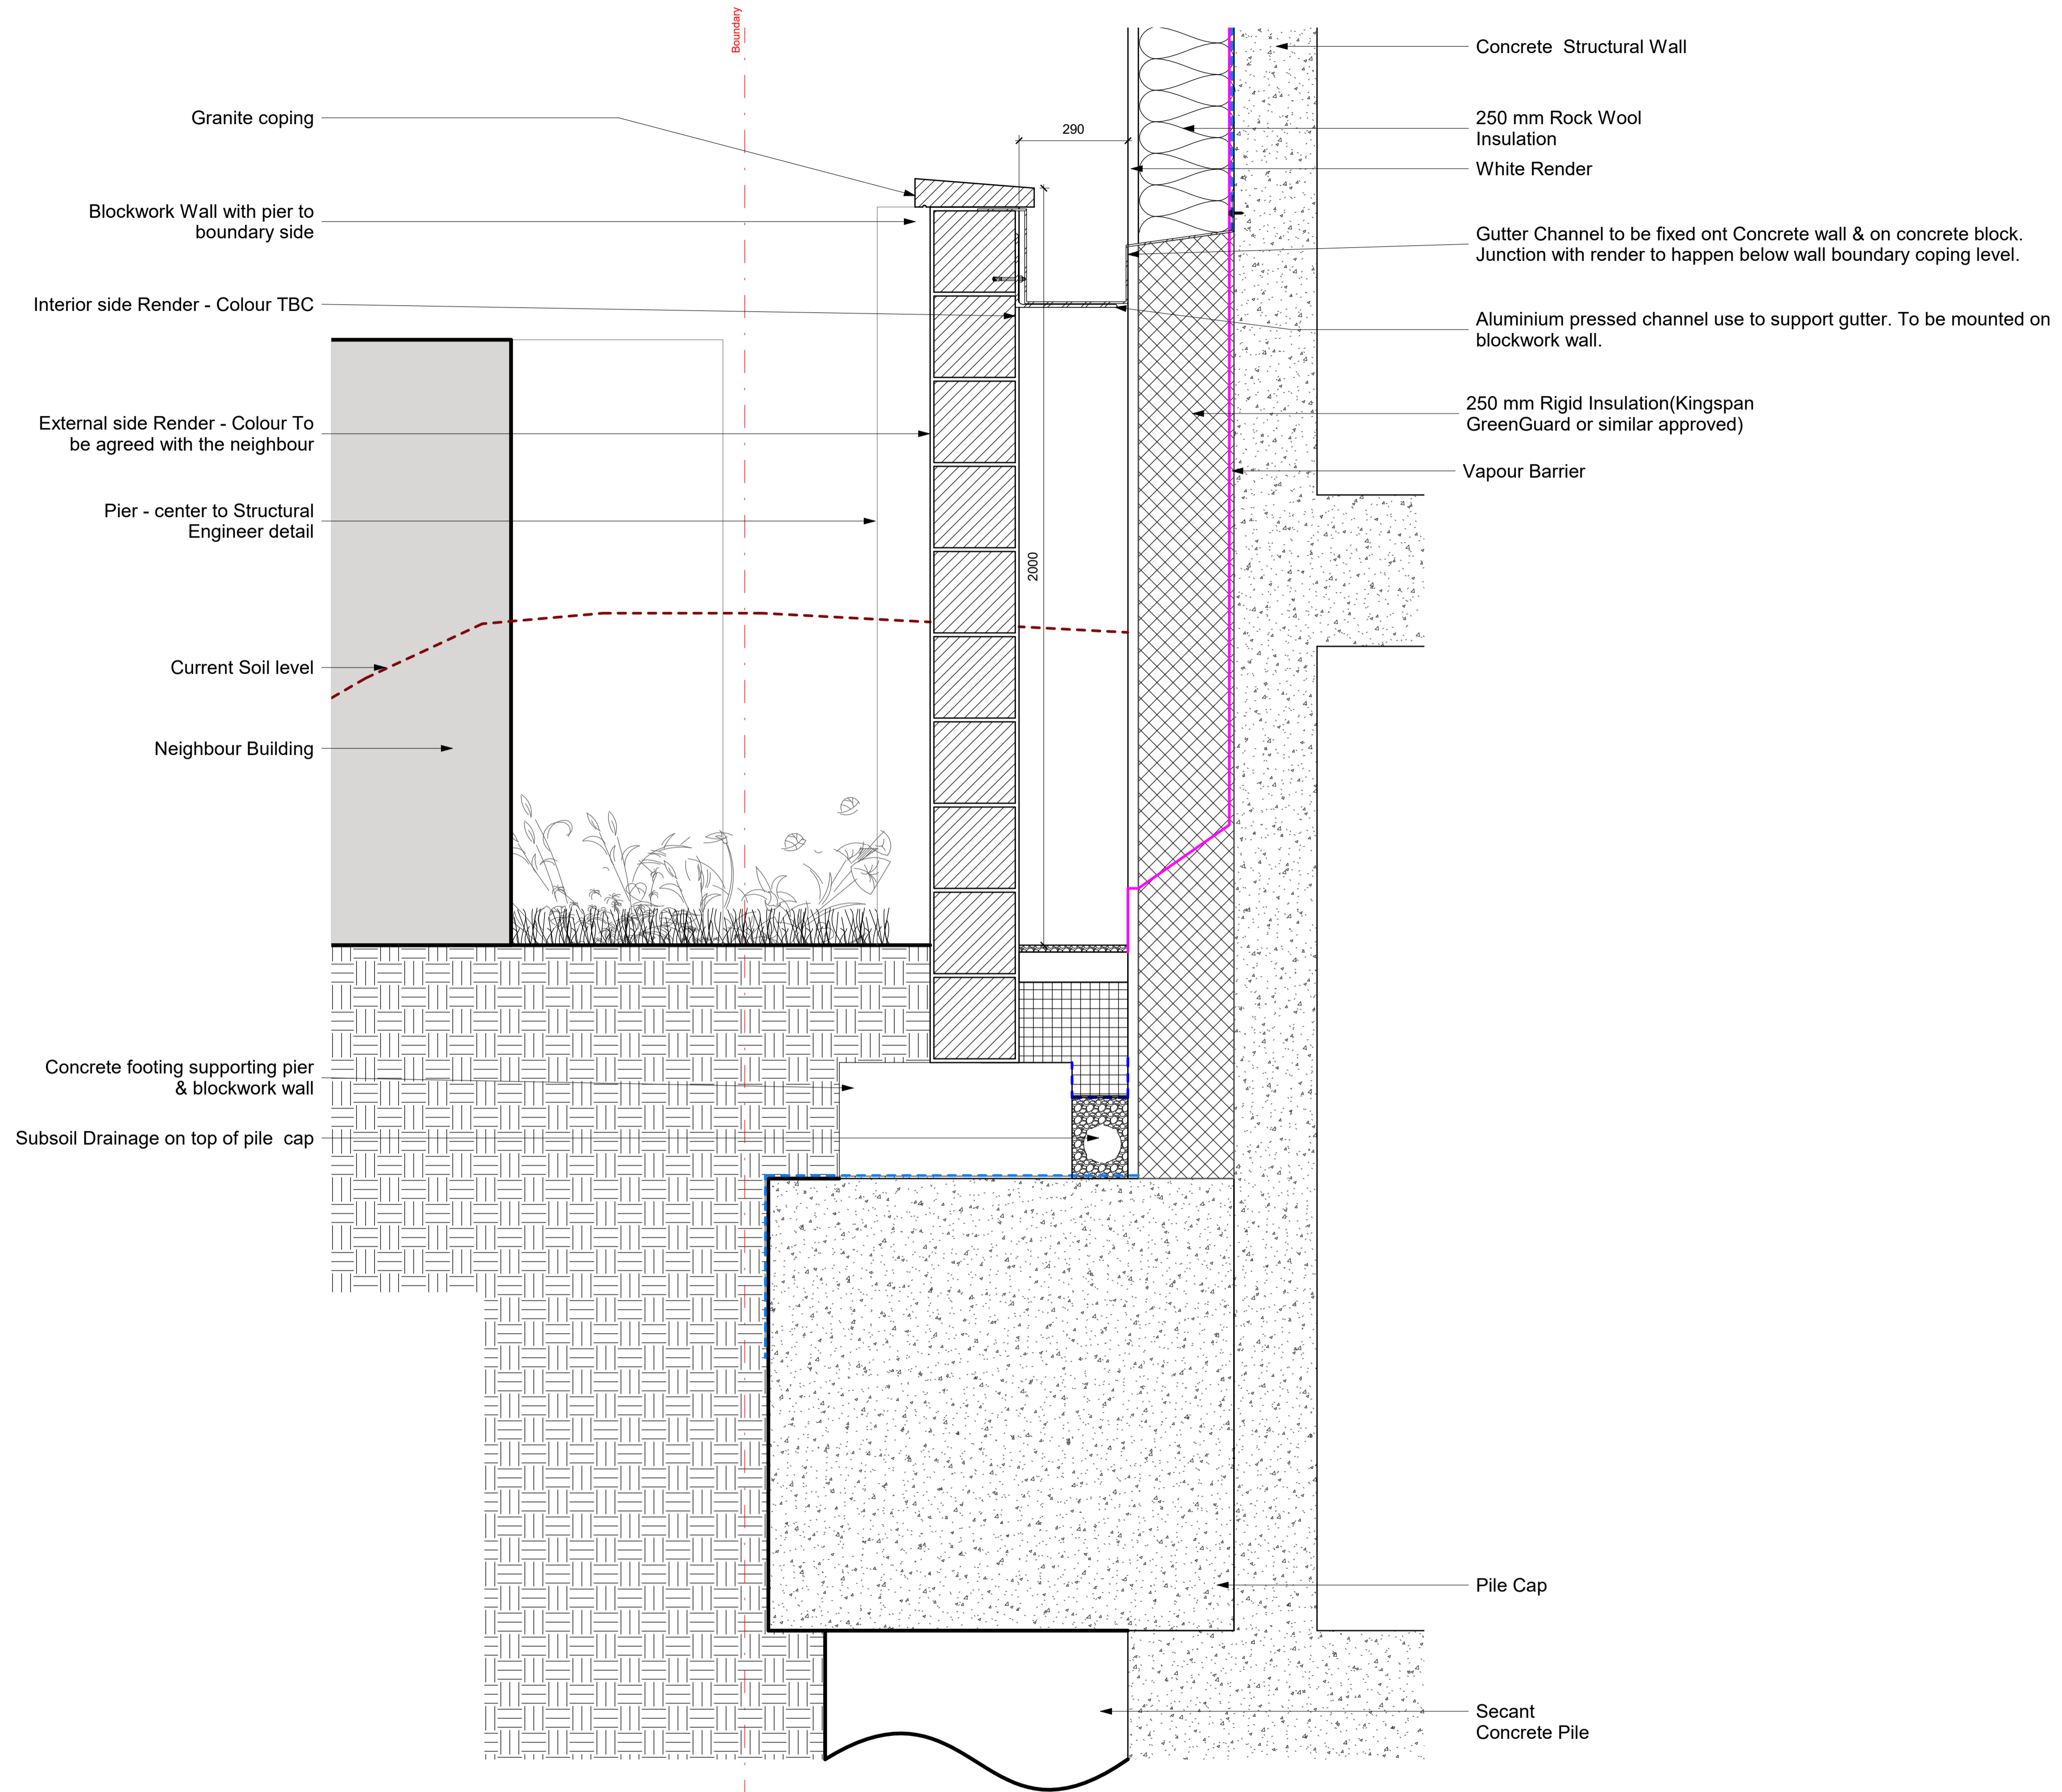 Boundary
Granite coping
Blockwork Wall with pier to
boundary side
Interior side Render - Colour TBC
External side Render - Colour To
be agreed with the neighbour
Pier - center to Structural
Engineer detail
Current Soil level
Neighbour Building
Concrete footing supporting pier
& blockwork wall
Subsoil Drainage on top of pile  cap
290
2000
Concrete  Structural Wall
250 mm Rock Wool
Insulation
White Render
Gutter Channel to be fixed ont Concrete wall & on concrete block.
Junction with render to happen below wall boundary coping level.
Aluminium pressed channel use to support gutter. To be mounted on
blockwork wall.
250 mm Rigid Insulation(Kingspan
GreenGuard or similar approved)
Vapour Barrier
Pile Cap
Secant
Concrete Pile